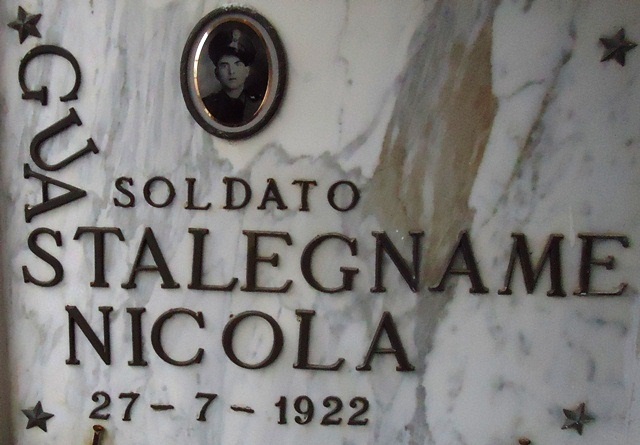 SOLDATO
GUASTALEGNAME
NICOLA
27-7-1922